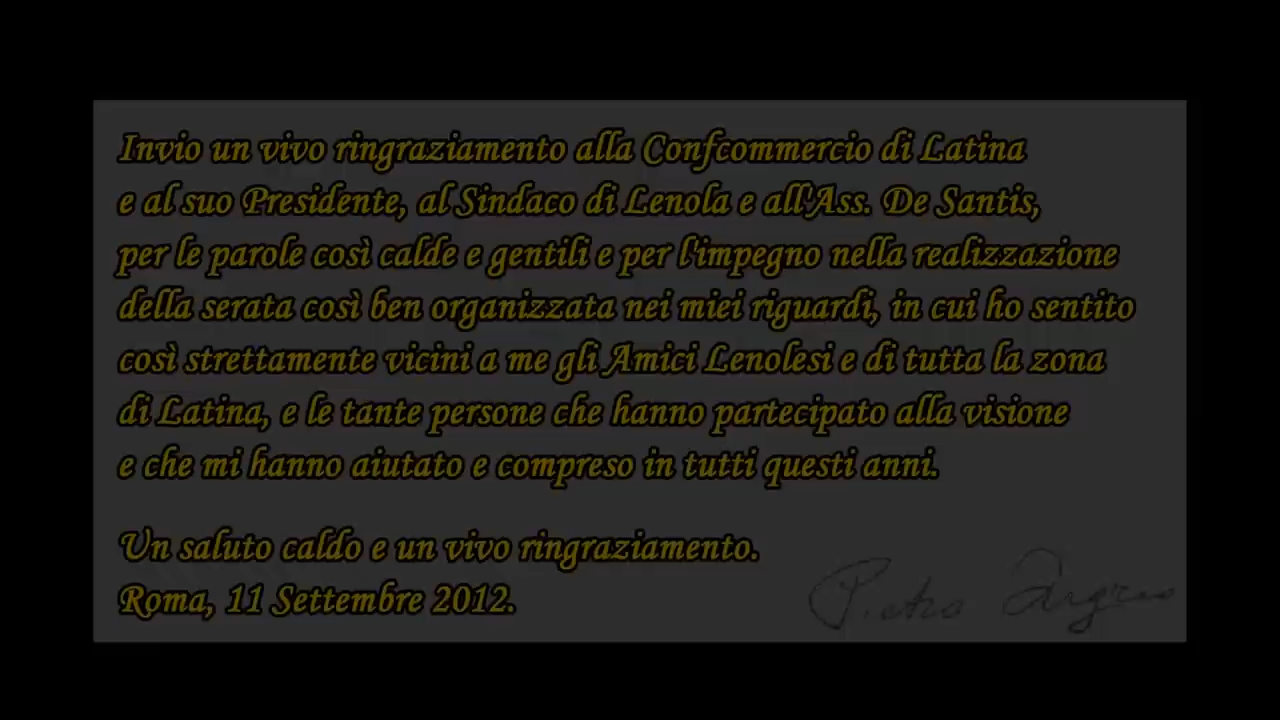 Invio un vivo ringraziamento alla Confcommercio di Latina
e al suo Presidente, al Sindaco di Lenola e all'Ass. De Santis,
per le parole così calde e gentili e per l'impegno nella realizzazione
della serata così ben organizzata nei miei riguardi, in cui ho sentito
così strettamente vicini a me gli Amici Lenolesi e di tutta la zona
di Latina, e le tante persone che hanno partecipato alla visione
e che mi hanno aiutato e compreso in tutti questi anni.
Un saluto caldo e un vivo ringraziamento.
Roma, 11 Settembre 2012.
Pietro